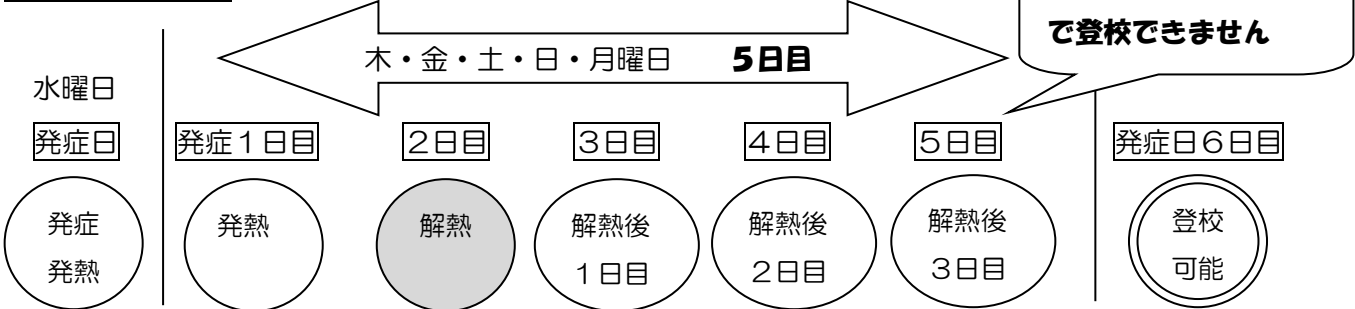 で登校できません
木・金・土・日・月曜日　５日目
水曜日
発症日　発症１日目　２日目　３日目　４日目　５日目　発症日６日目
発症　発熱　解熱　解熱後　解熱後　解熱後　登校
発熱　１日目　２日目　３日目　可能